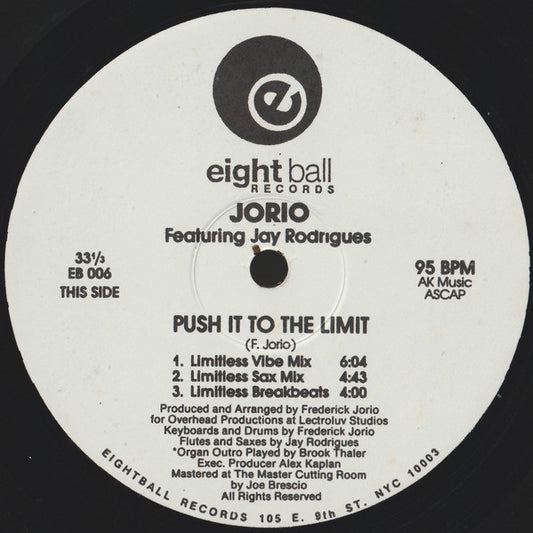 e
eight ball
RECORDS
JORIO
Featuring Jay Rodrigues
33⅓
EB 006
THIS SIDE
95 BPM
AK Music
ASCAP
PUSH IT TO THE LIMIT
(F. Jorio)
1. Limitless Vibe Mix 6:04
2. Limitless Sax Mix 4:43
3. Limitless Breakbeats 4:00
Produced and Arranged by Frederick Jorio
for Overhead Productions at Lectroluv Studios
Keyboards and Drums by Frederick Jorio
Flutes and Saxes by Jay Rodrigues
*Organ Outro Played by Brook Thaler
Exec. Producer Alex Kaplan
Mastered at The Master Cutting Room
by Joe Brescio
All Rights Reserved
EIGHTBALL RECORDS 105 E. 9th ST. NYC 10003